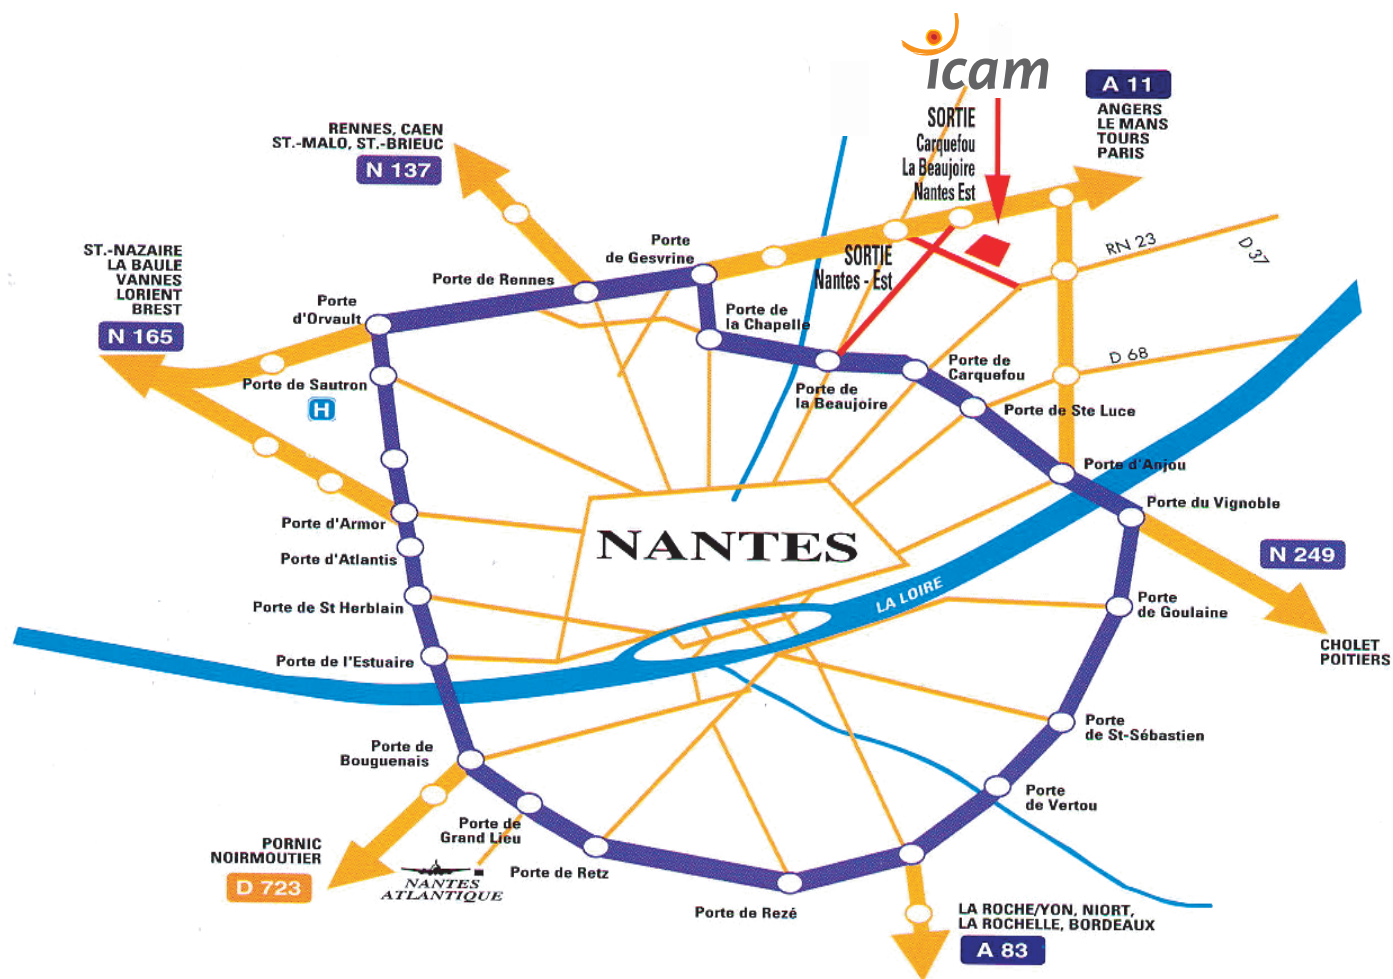 icam
A 11
ANGERS
LE MANS
TOURS
PARIS
SORTIE
Carquefou
La Beaujoire
Nantes Est
RENNES, CAEN
ST.-MALO, ST.-BRIEUC
N 137
ST.-NAZAIRE
LA BAULE
VANNES
LORIENT
BREST
N 165
Porte
de Gesvrine
SORTIE
Nantes - Est
RN 23
D 37
Porte de Rennes
Porte
d'Orvault
Porte de
la Chapelle
D 68
Porte de Sautron
H
Porte de
la Beaujoire
Porte de
Carquefou
Porte de Ste Luce
Porte d'Anjou
Porte du Vignoble
NANTES
Porte d'Armor
Porte d'Atlantis
N 249
LA LOIRE
Porte de St Herblain
Porte
de Goulaine
CHOLET
POITIERS
Porte de l'Estuaire
Porte
de St-Sébastien
Porte de
Bouguenais
Porte
de Vertou
Porte de
Grand Lieu
PORNIC
NOIRMOUTIER
D 723
NANTES
ATLANTIQUE
Porte de Retz
Porte de Rezé
LA ROCHE/YON, NIORT,
LA ROCHELLE, BORDEAUX
A 83